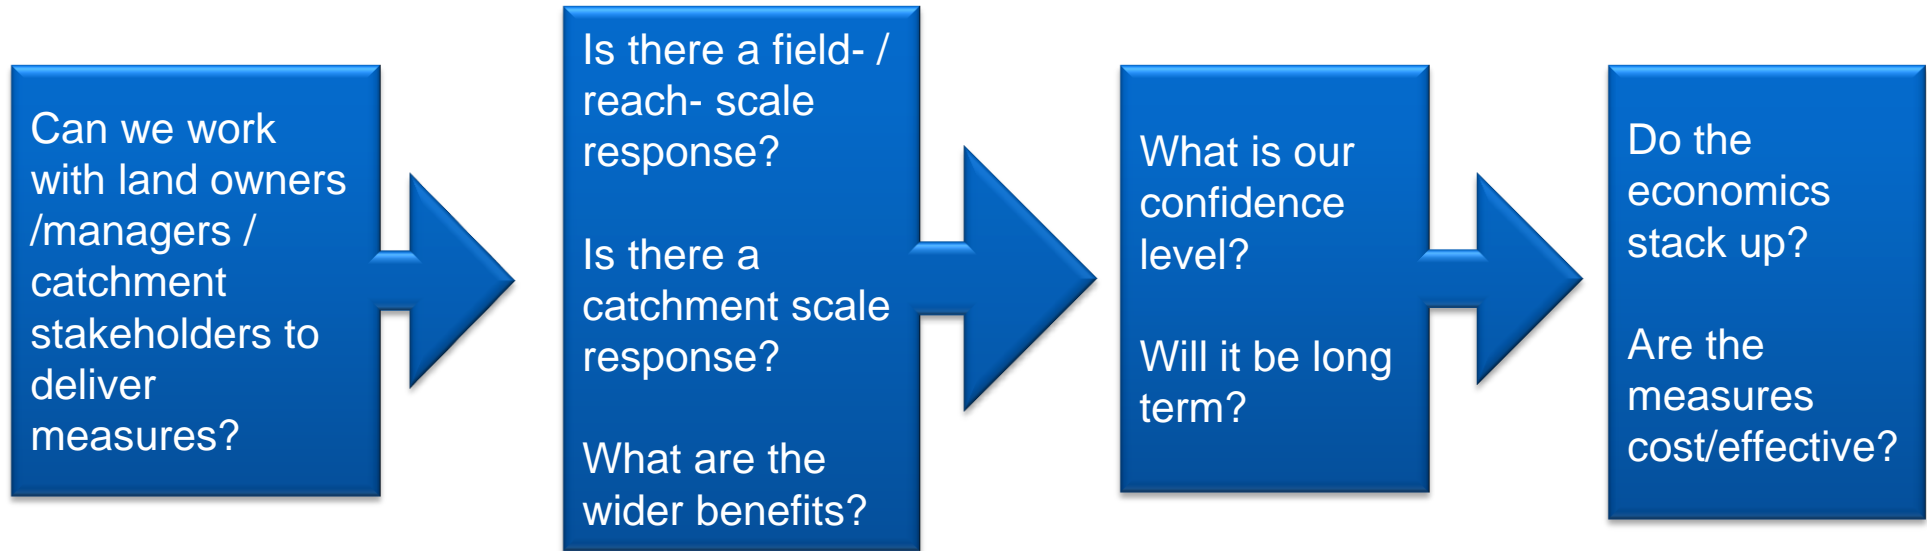 Can we work
with land owners
/managers /
catchment
stakeholders to
deliver
measures?
Is there a field- /
reach- scale
response?
Is there a
catchment scale
response?
What are the
wider benefits?
What is our
confidence
level?
Will it be long
term?
Do the
economics
stack up?
Are the
measures
cost/effective?